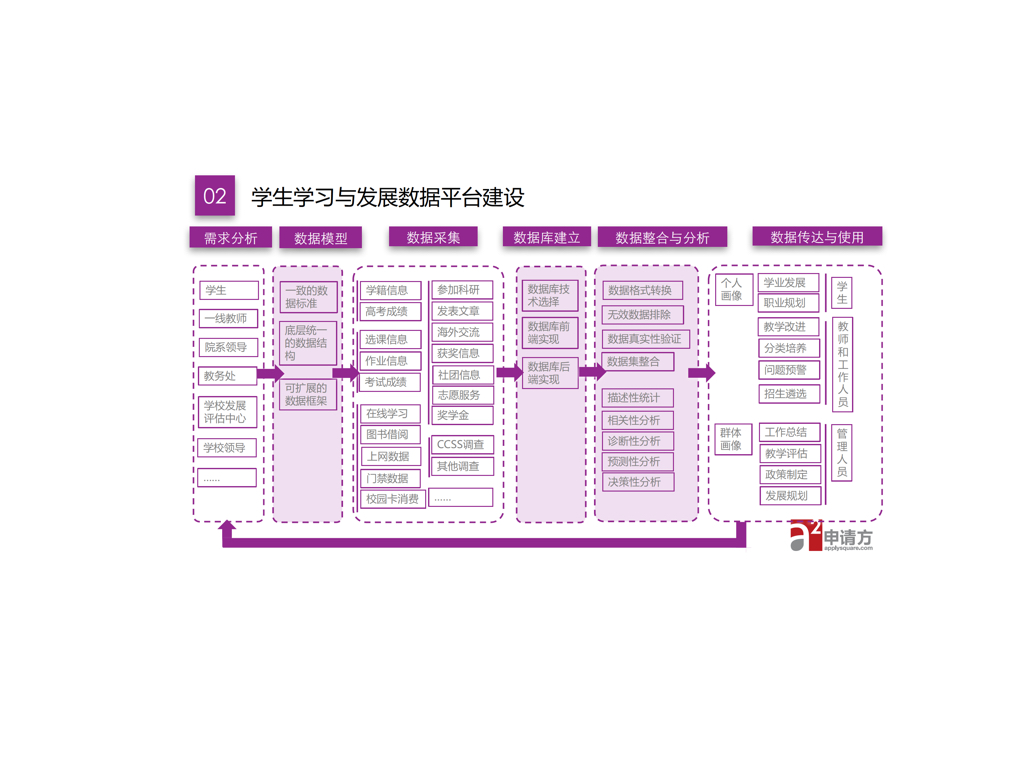 02
学生学习与发展数据平台建设
需求分析
数据模型
数据采集
数据库建立
数据整合与分析
数据传达与使用
学生
一线教师
院系领导
教务处
学校发展
评估中心
学校领导
……
一致的数
据标准
底层统一
的数据结
构
可扩展的
数据框架
学籍信息
高考成绩
选课信息
作业信息
考试成绩
在线学习
图书借阅
上网数据
门禁数据
校园卡消费
参加科研
发表文章
海外交流
获奖信息
社团信息
志愿服务
奖学金
CCSS调查
其他调查
……
数据库技
术选择
数据库前
端实现
数据库后
端实现
数据格式转换
无效数据排除
数据真实性验证
数据集整合
描述性统计
相关性分析
诊断性分析
预测性分析
决策性分析
个人
画像
学业发展
职业规划
学生
教学改进
分类培养
问题预警
招生遴选
教师和工作人员
群体
画像
工作总结
教学评估
政策制定
发展规划
管理人员
a2
申请方
applysquare.com